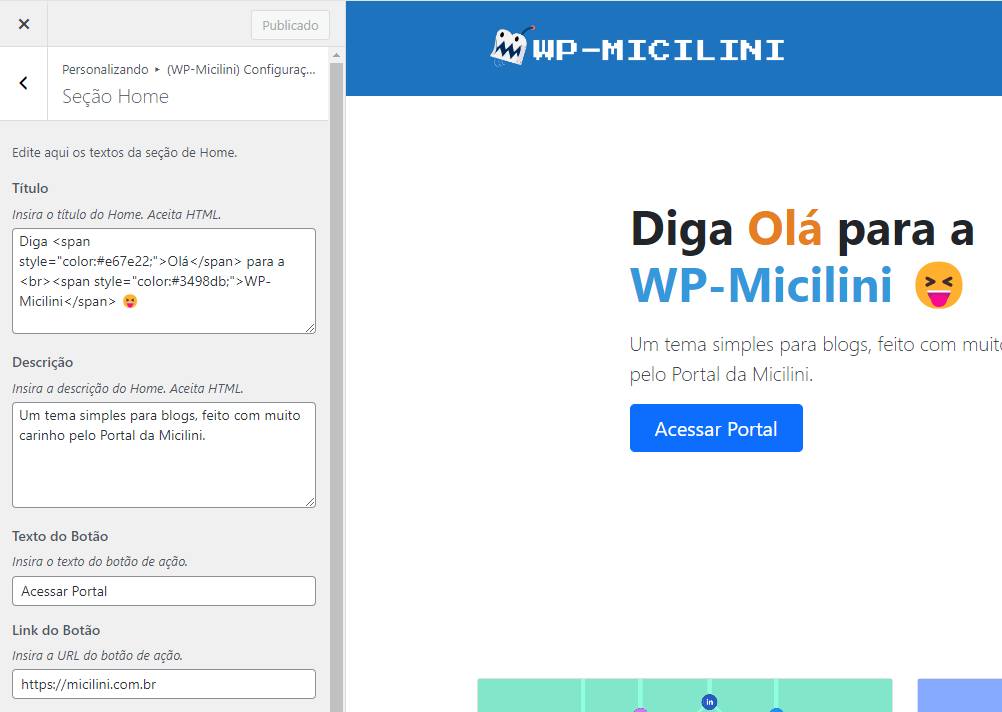 Publicado
Personalizando ▸ (WP-Micilini) Configuraç...
Seção Home
Edite aqui os textos da seção de Home.
Título
Insira o título do Home. Aceita HTML.
Diga <span
style="color:#e67e22;">Olá</span> para a
<br><span style="color:#3498db;">WP-
Micilini</span> 😝
Descrição
Insira a descrição do Home. Aceita HTML.
Um tema simples para blogs, feito com muito
carinho pelo Portal da Micilini.
Texto do Botão
Insira o texto do botão de ação.
Acessar Portal
Link do Botão
Insira a URL do botão de ação.
https://micilini.com.br
WP-MICILINI
Diga Olá para a
WP-Micilini 😝
Um tema simples para blogs, feito com muito
pelo Portal da Micilini.
Acessar Portal
in